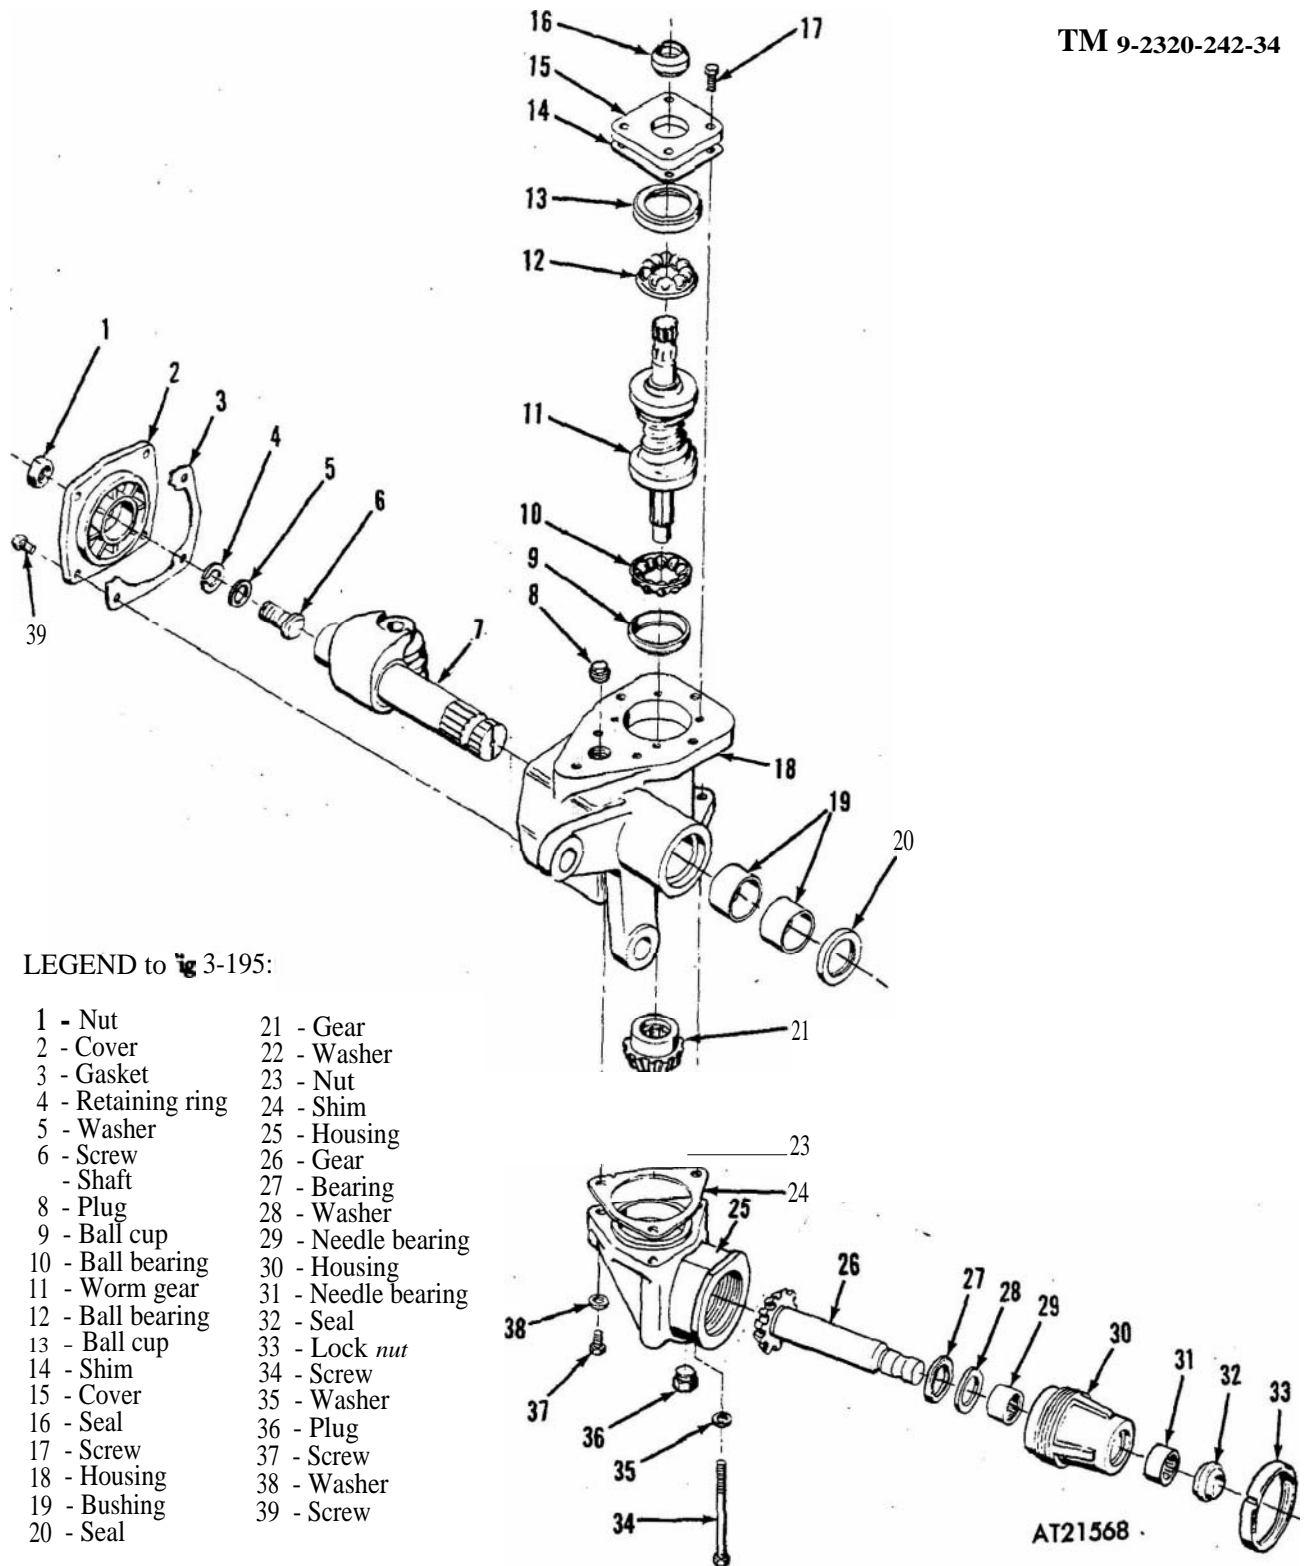 TM 9-2320-242-34
16
17
15
14
13
12
1
2
3
4
5
6
11
10
9
8
7
39
18
19
20
21
LEGEND to ig 3-195:
1 - Nut
2 - Cover
3 - Gasket
4 - Retaining ring
5 - Washer
6 - Screw
- Shaft
8 - Plug
9 - Ball cup
10 - Ball bearing
11 - Worm gear
12 - Ball bearing
13 - Ball cup
14 - Shim
15 - Cover
16 - Seal
17 - Screw
18 - Housing
19 - Bushing
20 - Seal
21 - Gear
22 - Washer
23 - Nut
24 - Shim
25 - Housing
26 - Gear
27 - Bearing
28 - Washer
29 - Needle bearing
30 - Housing
31 - Needle bearing
32 - Seal
33 - Lock nut
34 - Screw
35 - Washer
36 - Plug
37 - Screw
38 - Washer
39 - Screw
23
24
25
26
27
28
29
30
31
32
33
38
37
36
35
34
AT21568